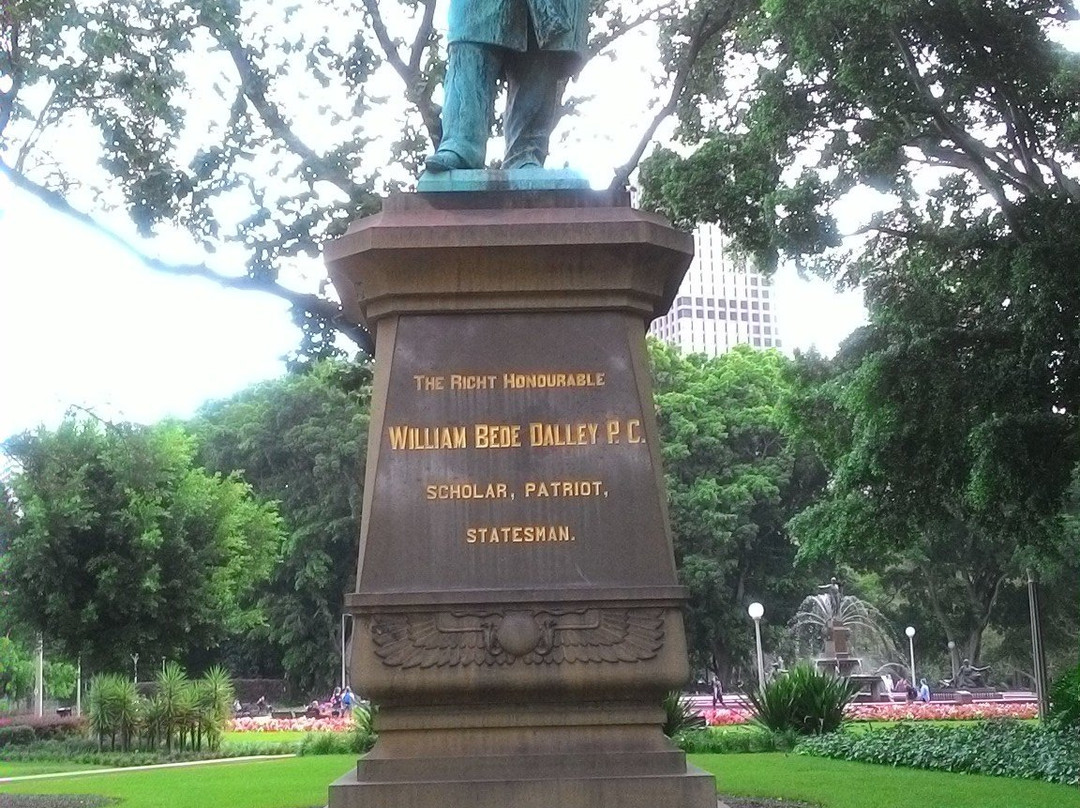 The Right Honourable
William Bede Dalley P.C.
Scholar, Patriot,
Statesman.